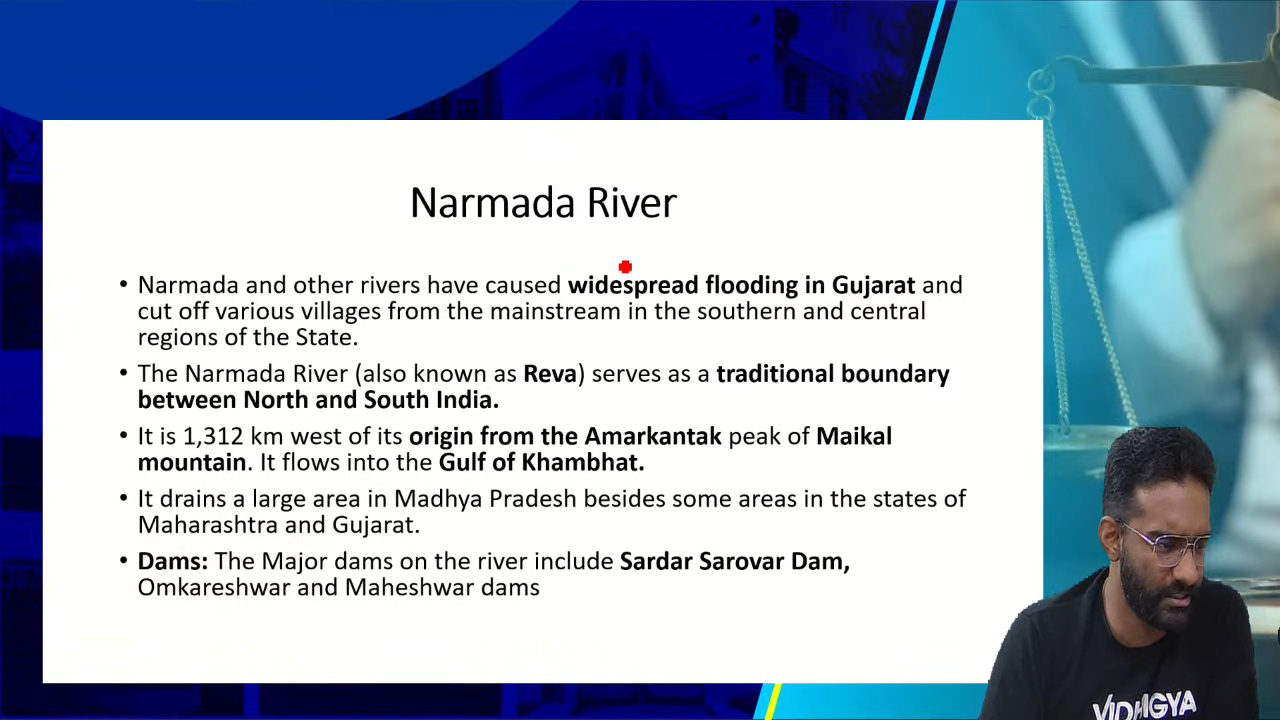 Narmada River
• Narmada and other rivers have caused widespread flooding in Gujarat and
cut off various villages from the mainstream in the southern and central
regions of the State.
• The Narmada River (also known as Reva) serves as a traditional boundary
between North and South India.
• It is 1,312 km west of its origin from the Amarkantak peak of Maikal
mountain. It flows into the Gulf of Khambhat.
• It drains a large area in Madhya Pradesh besides some areas in the states of
Maharashtra and Gujarat.
• Dams: The Major dams on the river include Sardar Sarovar Dam,
Omkareshwar and Maheshwar dams
VIDHIGYA